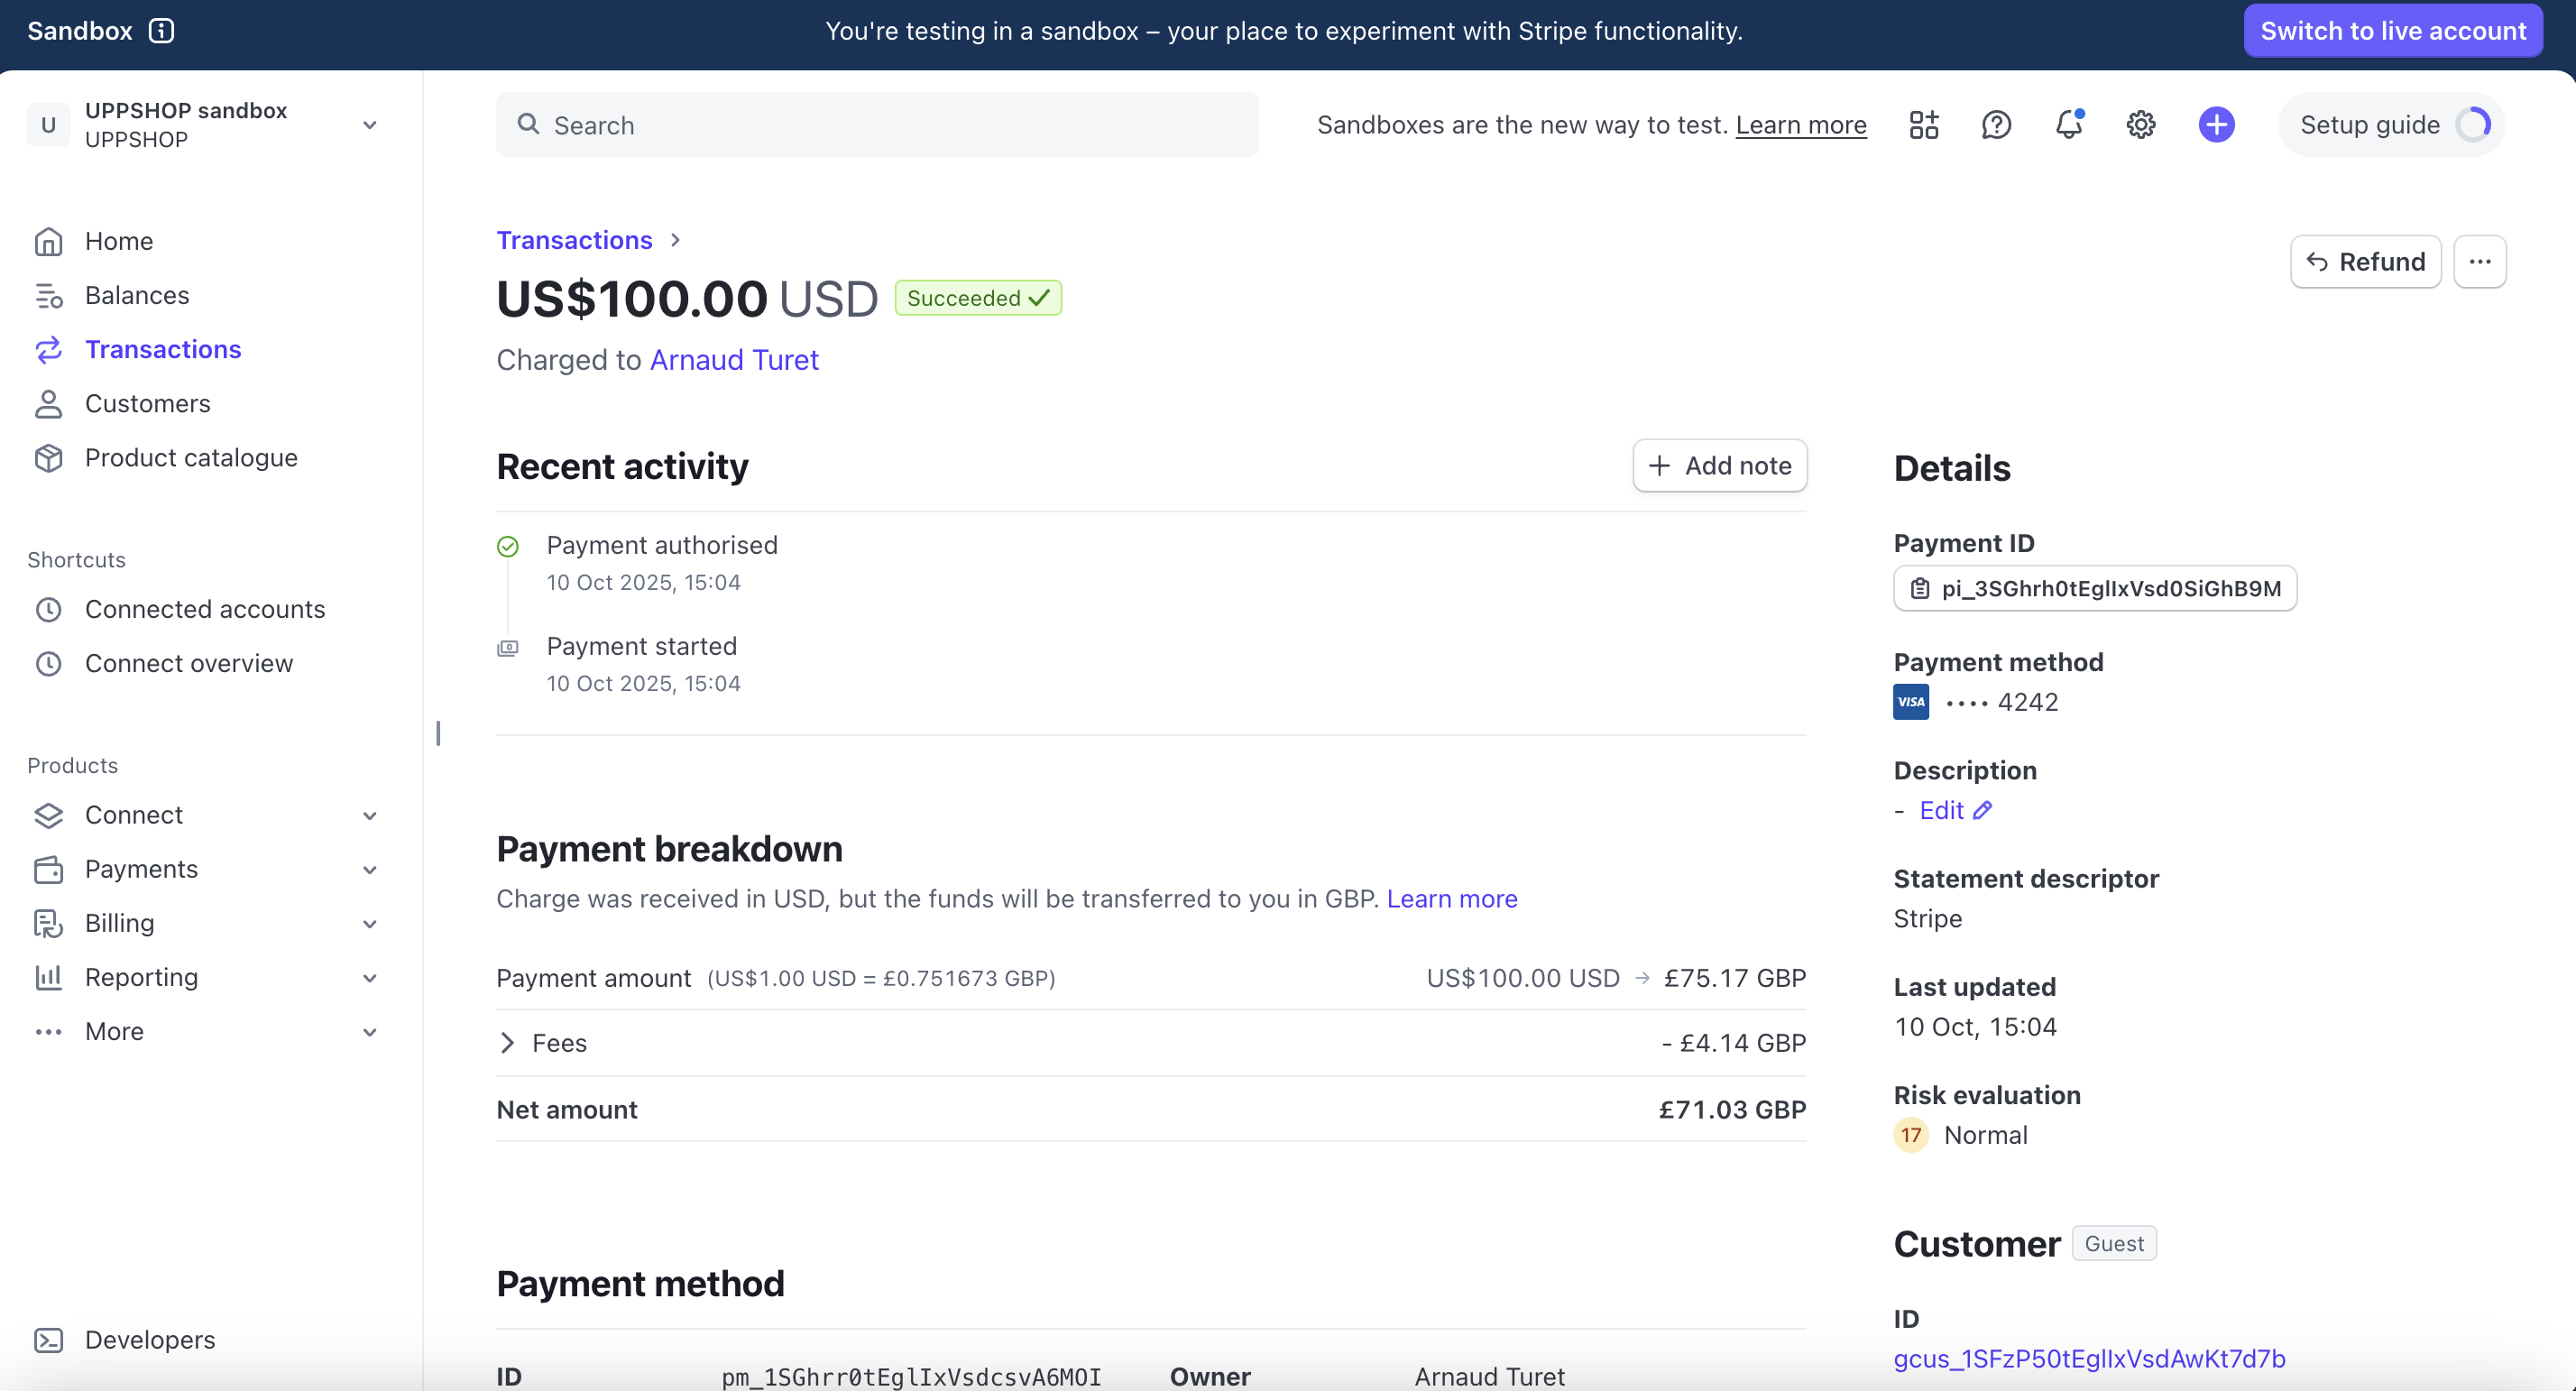 Sandbox
You're testing in a sandbox – your place to experiment with Stripe functionality.
Switch to live account
U
UPPSHOP sandbox
UPPSHOP
Search
Sandboxes are the new way to test. Learn more
Setup guide
Home
Balances
Transactions
Customers
Product catalogue
Shortcuts
Connected accounts
Connect overview
Products
Connect
Payments
Billing
Reporting
More
Developers
Transactions
US$100.00 USD Succeeded
Charged to Arnaud Turet
Refund
Recent activity
Add note
Payment authorised
10 Oct 2025, 15:04
Payment started
10 Oct 2025, 15:04
Payment breakdown
Charge was received in USD, but the funds will be transferred to you in GBP. Learn more
Payment amount (US$1.00 USD = £0.751673 GBP) US$100.00 USD → £75.17 GBP
Fees - £4.14 GBP
Net amount £71.03 GBP
Payment method
ID pm_1SGhrr0tEglIxVsdcsvA6MOI Owner Arnaud Turet
Details
Payment ID
pi_3SGhrh0tEglIxVsd0SiGhB9M
Payment method
VISA •••• 4242
Description
- Edit
Statement descriptor
Stripe
Last updated
10 Oct, 15:04
Risk evaluation
17 Normal
Customer Guest
ID
gcus_1SFzP50tEglIxVsdAwKt7d7b